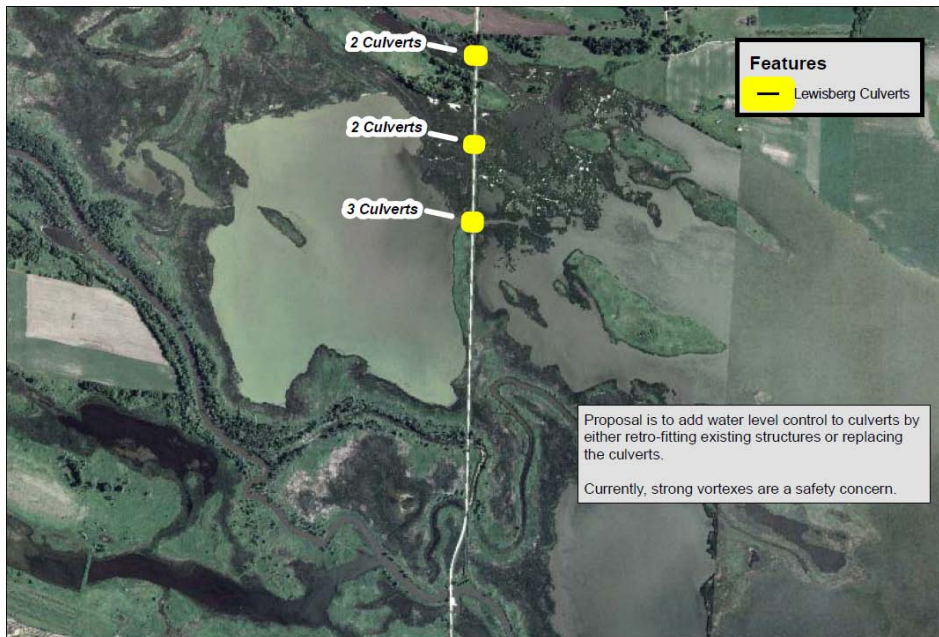 2 Culverts
Features
Lewisberg Culverts
2 Culverts
3 Culverts
Proposal is to add water level control to culverts by
either retro-fitting existing structures or replacing
the culverts.
Currently, strong vortexes are a safety concern.